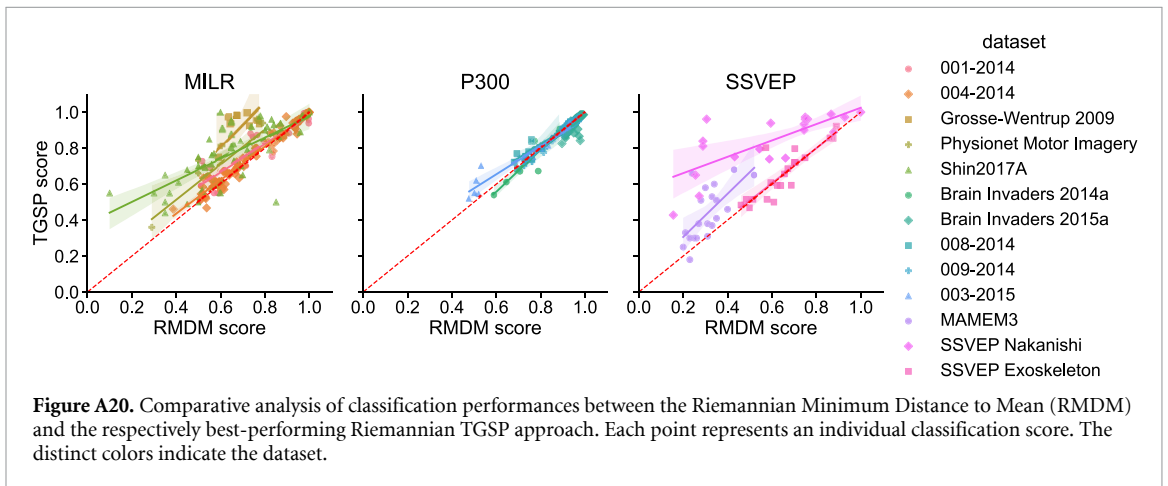 MILR
P300
SSVEP
TGSP score
1.0
0.8
0.6
0.4
0.2
0.0
0.0 0.2 0.4 0.6 0.8 1.0
RMDM score
0.0 0.2 0.4 0.6 0.8 1.0
RMDM score
0.0 0.2 0.4 0.6 0.8 1.0
RMDM score
dataset
001-2014
004-2014
Grosse-Wentrup 2009
Physionet Motor Imagery
Shin2017A
Brain Invaders 2014a
Brain Invaders 2015a
008-2014
009-2014
003-2015
MAMEM3
SSVEP Nakanishi
SSVEP Exoskeleton
Figure A20. Comparative analysis of classification performances between the Riemannian Minimum Distance to Mean (RMDM)
and the respectively best-performing Riemannian TGSP approach. Each point represents an individual classification score. The
distinct colors indicate the dataset.